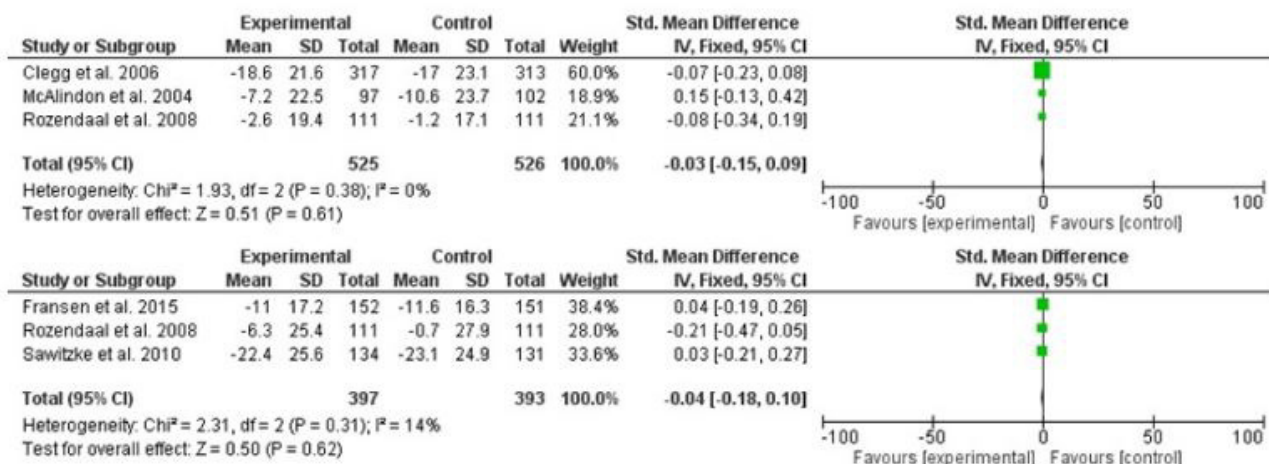 Experimental Control Std. Mean Difference Std. Mean Difference
Study or Subgroup Mean SD Total Mean SD Total Weight IV, Fixed, 95% CI IV, Fixed, 95% CI
Clegg et al. 2006 -18.6 21.6 317 -17 23.1 313 60.0% -0.07 [-0.23, 0.08]
McAlindon et al. 2004 -7.2 22.5 97 -10.6 23.7 102 18.9% 0.15 [-0.13, 0.42]
Rozendaal et al. 2008 -2.6 19.4 111 -1.2 17.1 111 21.1% -0.08 [-0.34, 0.19]
Total (95% CI) 525 526 100.0% -0.03 [-0.15, 0.09]
Heterogeneity: Chi² = 1.93, df = 2 (P = 0.38); I² = 0%
Test for overall effect: Z = 0.51 (P = 0.61)
-100 -50 0 50 100
Favours [experimental] Favours [control]
Experimental Control Std. Mean Difference Std. Mean Difference
Study or Subgroup Mean SD Total Mean SD Total Weight IV, Fixed, 95% CI IV, Fixed, 95% CI
Fransen et al. 2015 -11 17.2 152 -11.6 16.3 151 38.4% 0.04 [-0.19, 0.26]
Rozendaal et al. 2008 -6.3 25.4 111 -0.7 27.9 111 28.0% -0.21 [-0.47, 0.05]
Sawitzke et al. 2010 -22.4 25.6 134 -23.1 24.9 131 33.6% 0.03 [-0.21, 0.27]
Total (95% CI) 397 393 100.0% -0.04 [-0.18, 0.10]
Heterogeneity: Chi² = 2.31, df = 2 (P = 0.31); I² = 14%
Test for overall effect: Z = 0.50 (P = 0.62)
-100 -50 0 50 100
Favours [experimental] Favours [control]